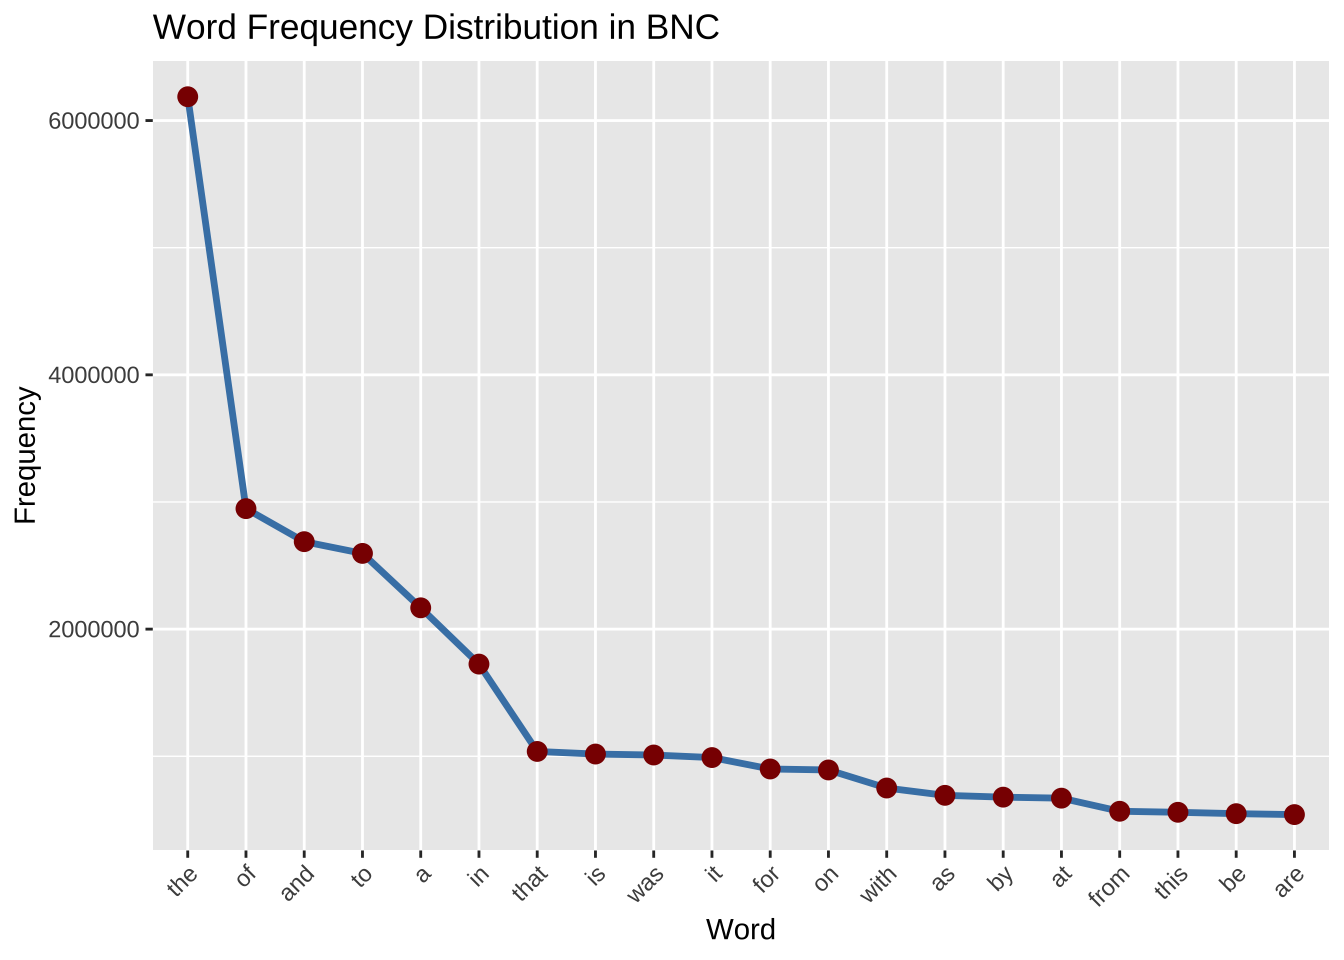 Word Frequency Distribution in BNC
6000000
4000000
2000000
Frequency
the of and to a in that is was it for on with as by at from this be are
Word